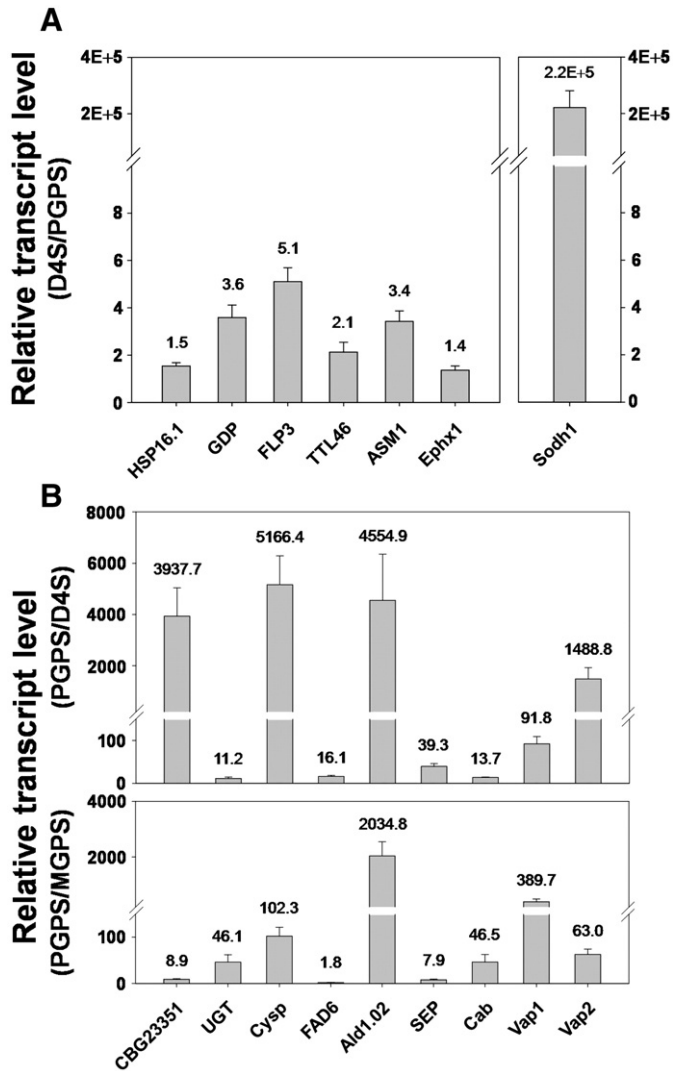 A
Relative transcript level
(D4S/PGPS)
4E+5
2E+5
8
6
4
2
0
1.5
3.6
5.1
2.1
3.4
1.4
2.2E+5
4E+5
2E+5
8
6
4
2
0
HSP16.1
GDP
FLP3
TTL46
ASM1
Ephx1
Sodh1
B
Relative transcript level
(PGPS/D4S)
8000
6000
4000
2000
100
0
3937.7
11.2
5166.4
16.1
4554.9
39.3
13.7
91.8
1488.8
(PGPS/MGPS)
4000
2000
100
0
8.9
46.1
102.3
1.8
2034.8
7.9
46.5
389.7
63.0
CBG23351
UGT
Cysp
FAD6
Ald1.02
SEP
Cab
Vap1
Vap2